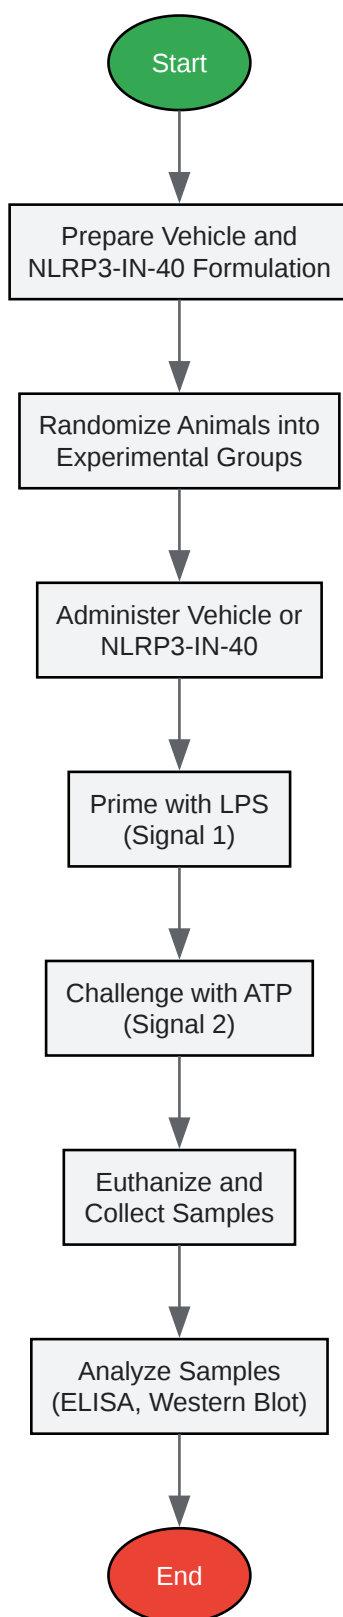 Start
Prepare Vehicle and
NLRP3-IN-40 Formulation
Randomize Animals into
Experimental Groups
Administer Vehicle or
NLRP3-IN-40
Prime with LPS
(Signal 1)
Challenge with ATP
(Signal 2)
Euthanize and
Collect Samples
Analyze Samples
(ELISA, Western Blot)
End